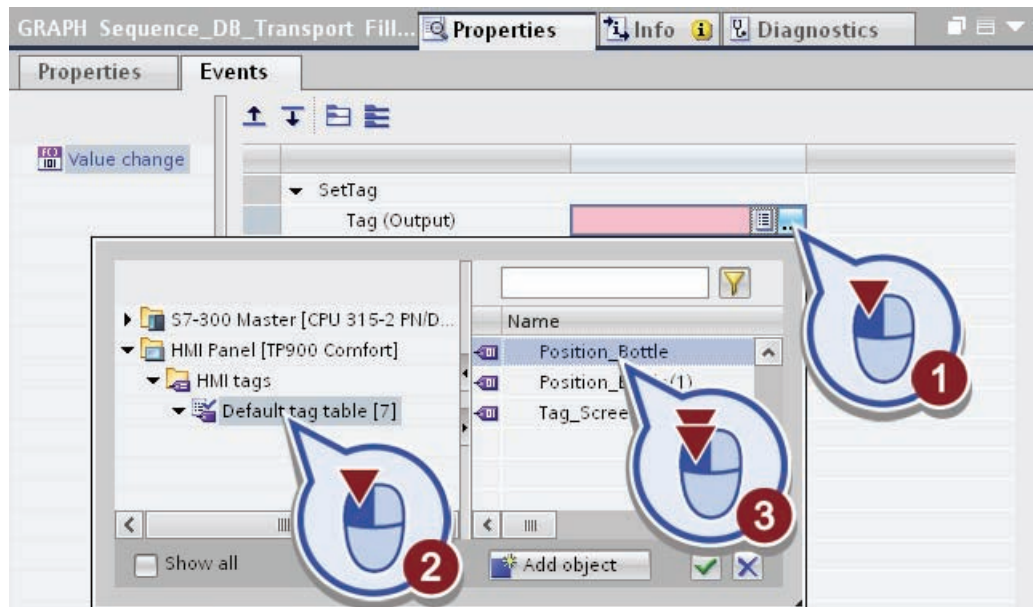 GRAPH Sequence_DB_Transport Fill... Properties Info Diagnostics
Properties Events
Value change
SetTag
Tag (Output)
S7-300 Master [CPU 315-2 PN/D...
Name
HMI Panel [TP900 Comfort]
Position_Bottle
HMI tags
Position_
(1)
Default tag table [7]
Tag_Scree
1
2
3
Show all
Add object